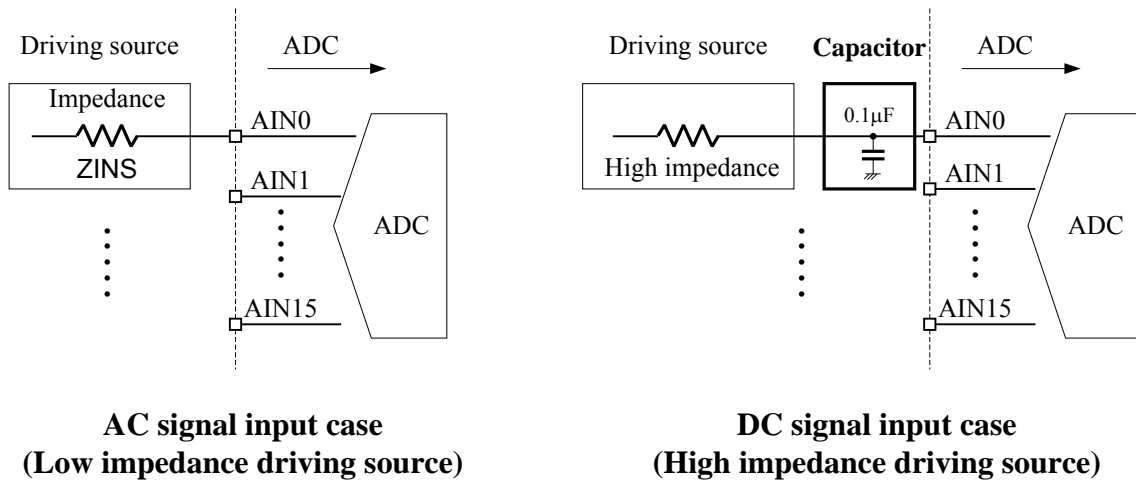 Driving source
ADC
Impedance
ZINS
AIN0
AIN1
ADC
AIN15
AC signal input case
(Low impedance driving source)
Driving source
Capacitor
ADC
0.1μF
High impedance
AIN0
AIN1
ADC
AIN15
DC signal input case
(High impedance driving source)